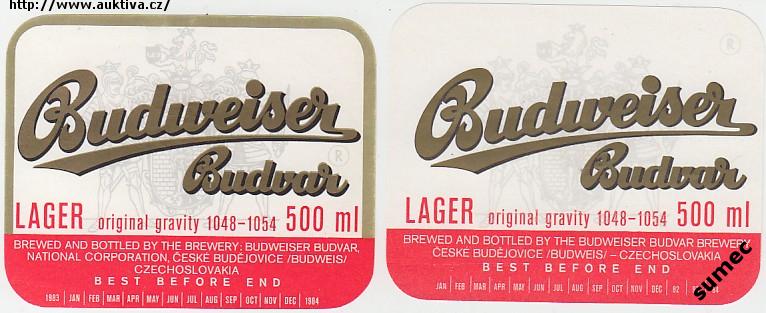 http://www.auktiva.cz/
Budweiser
Budvar
®
LAGER original gravity 1048-1054 500 ml
BREWED AND BOTTLED BY THE BREWERY: BUDWEISER BUDVAR,
NATIONAL CORPORATION, ČESKÉ BUDĚJOVICE /BUDWEIS/
CZECHOSLOVAKIA
BEST BEFORE END
1983 | JAN | FEB | MAR | APR | MAY | JUN | JUL | AUG | SEP | OCT | NOV | DEC | 1984
®
Budweiser
Budvar
LAGER original gravity 1048-1054 500 ml
BREWED AND BOTTLED BY THE BUDWEISER BUDVAR BREWERY
ČESKÉ BUDĚJOVICE /BUDWEIS/ – CZECHOSLOVAKIA
BEST BEFORE END
JAN | FEB | MAR | APR | MAY | JUN | JUL | AUG | SEP | OCT | NOV | DEC | 92
sumec